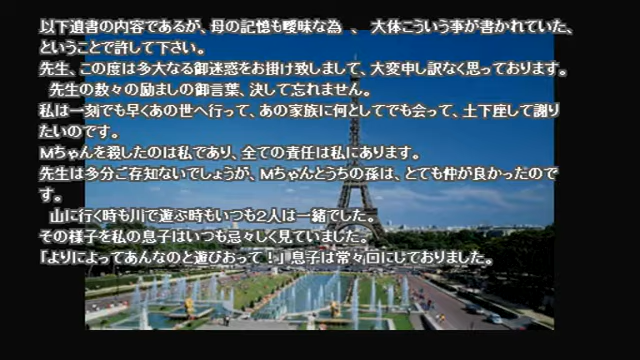 以下遺書の内容であるが、母の記憶も曖昧な為　、　大体こういう事が書かれていた、
ということで許して下さい。
先生、この度は多大なる御迷惑をお掛け致しまして、大変申し訳なく思っております。
　先生の数々の励ましの御言葉、決して忘れません。
私は一刻でも早くあの世へ行って、あの家族に何としてでも会って、土下座して謝り
たいのです。
Mちゃんを殺したのは私であり、全ての責任は私にあります。
先生は多分ご存知ないでしょうが、Mちゃんとうちの孫は、とても仲が良かったので
す。
　山に行く時も川で遊ぶ時もいつも2人は一緒でした。
その様子を私の息子はいつも忌々しく見ていました。
「よりによってあんなのと遊びおって！」 息子は常々口にしておりました。